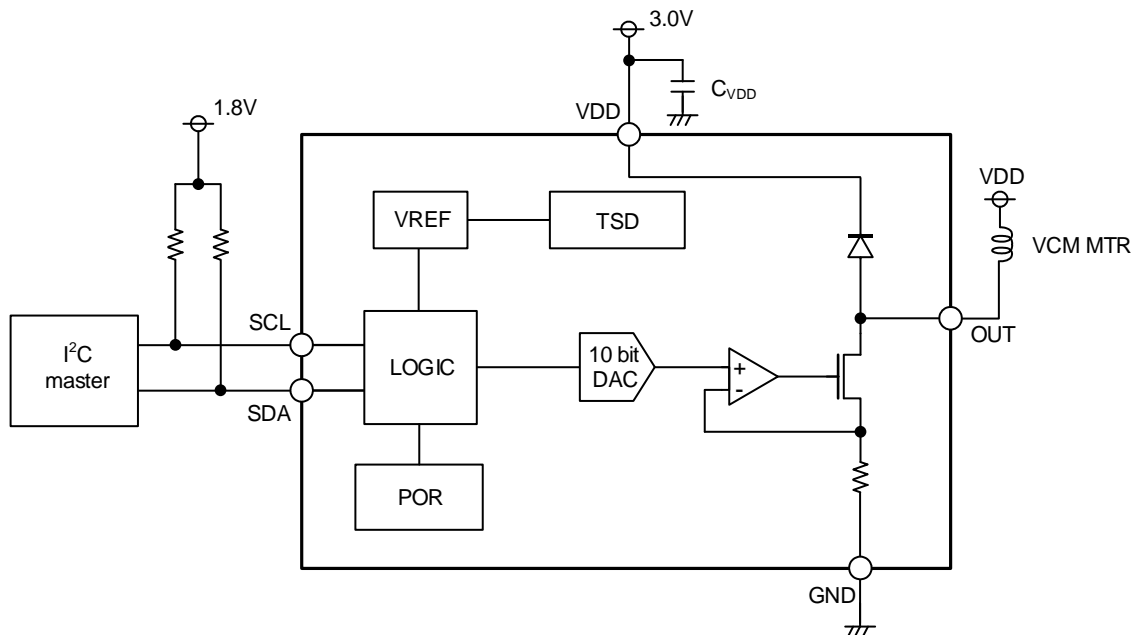 3.0V
C_VDD
VDD
1.8V
VDD
VREF
TSD
VCM MTR
SCL
OUT
I²C
master
LOGIC
10 bit
DAC
+
-
SDA
POR
GND